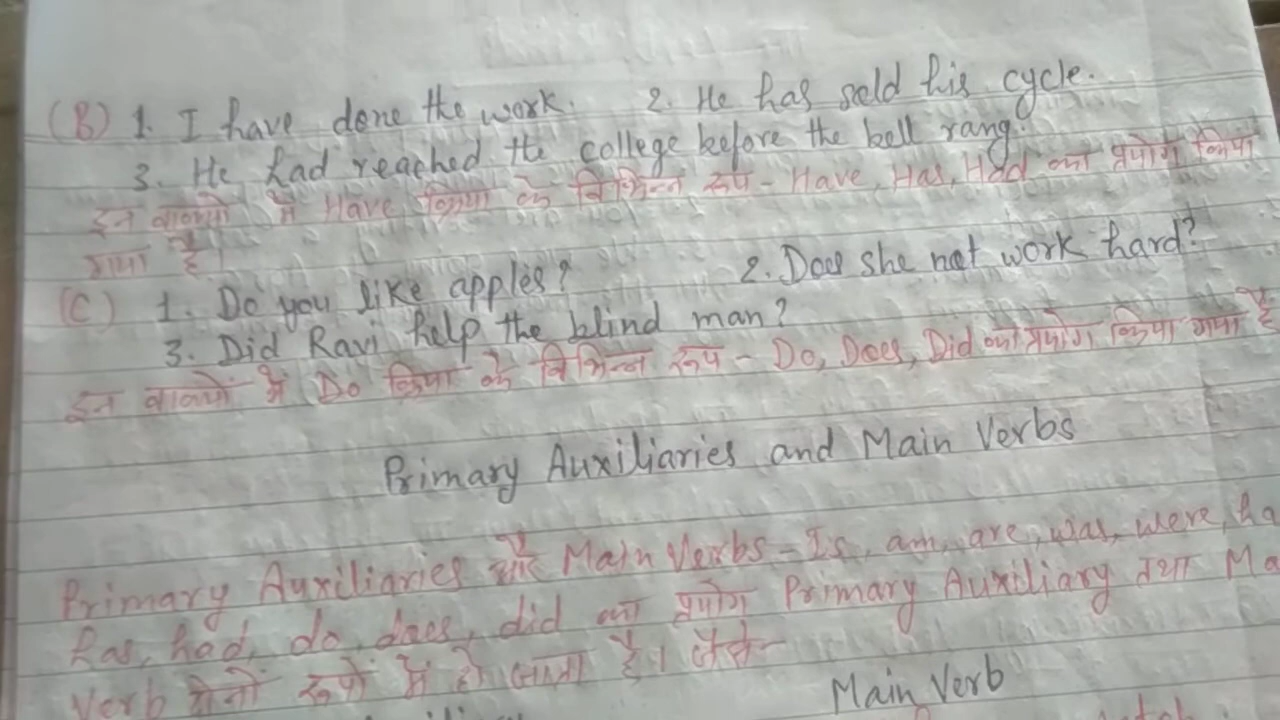 (B) 1. I have done the work. 2. He has sold his cycle.
3. He had reached the college before the bell rang.
इन वाक्यों में Have क्रिया के विभिन्न रूप - Have, Has, Had का प्रयोग किया
गया है।
(C) 1. Do you like apples? 2. Does she not work hard?
3. Did Ravi help the blind man?
इन वाक्यों में Do क्रिया के विभिन्न रूप - Do, Does, Did का प्रयोग किया गया है
Primary Auxiliaries and Main Verbs
Primary Auxiliaries और Main Verbs - Is, am, are, was, were, ha
has, had, do, does, did का प्रयोग Primary Auxiliary तथा Ma
Verb दोनों रूपों में हो जाता है। जैसे-
Main Verb